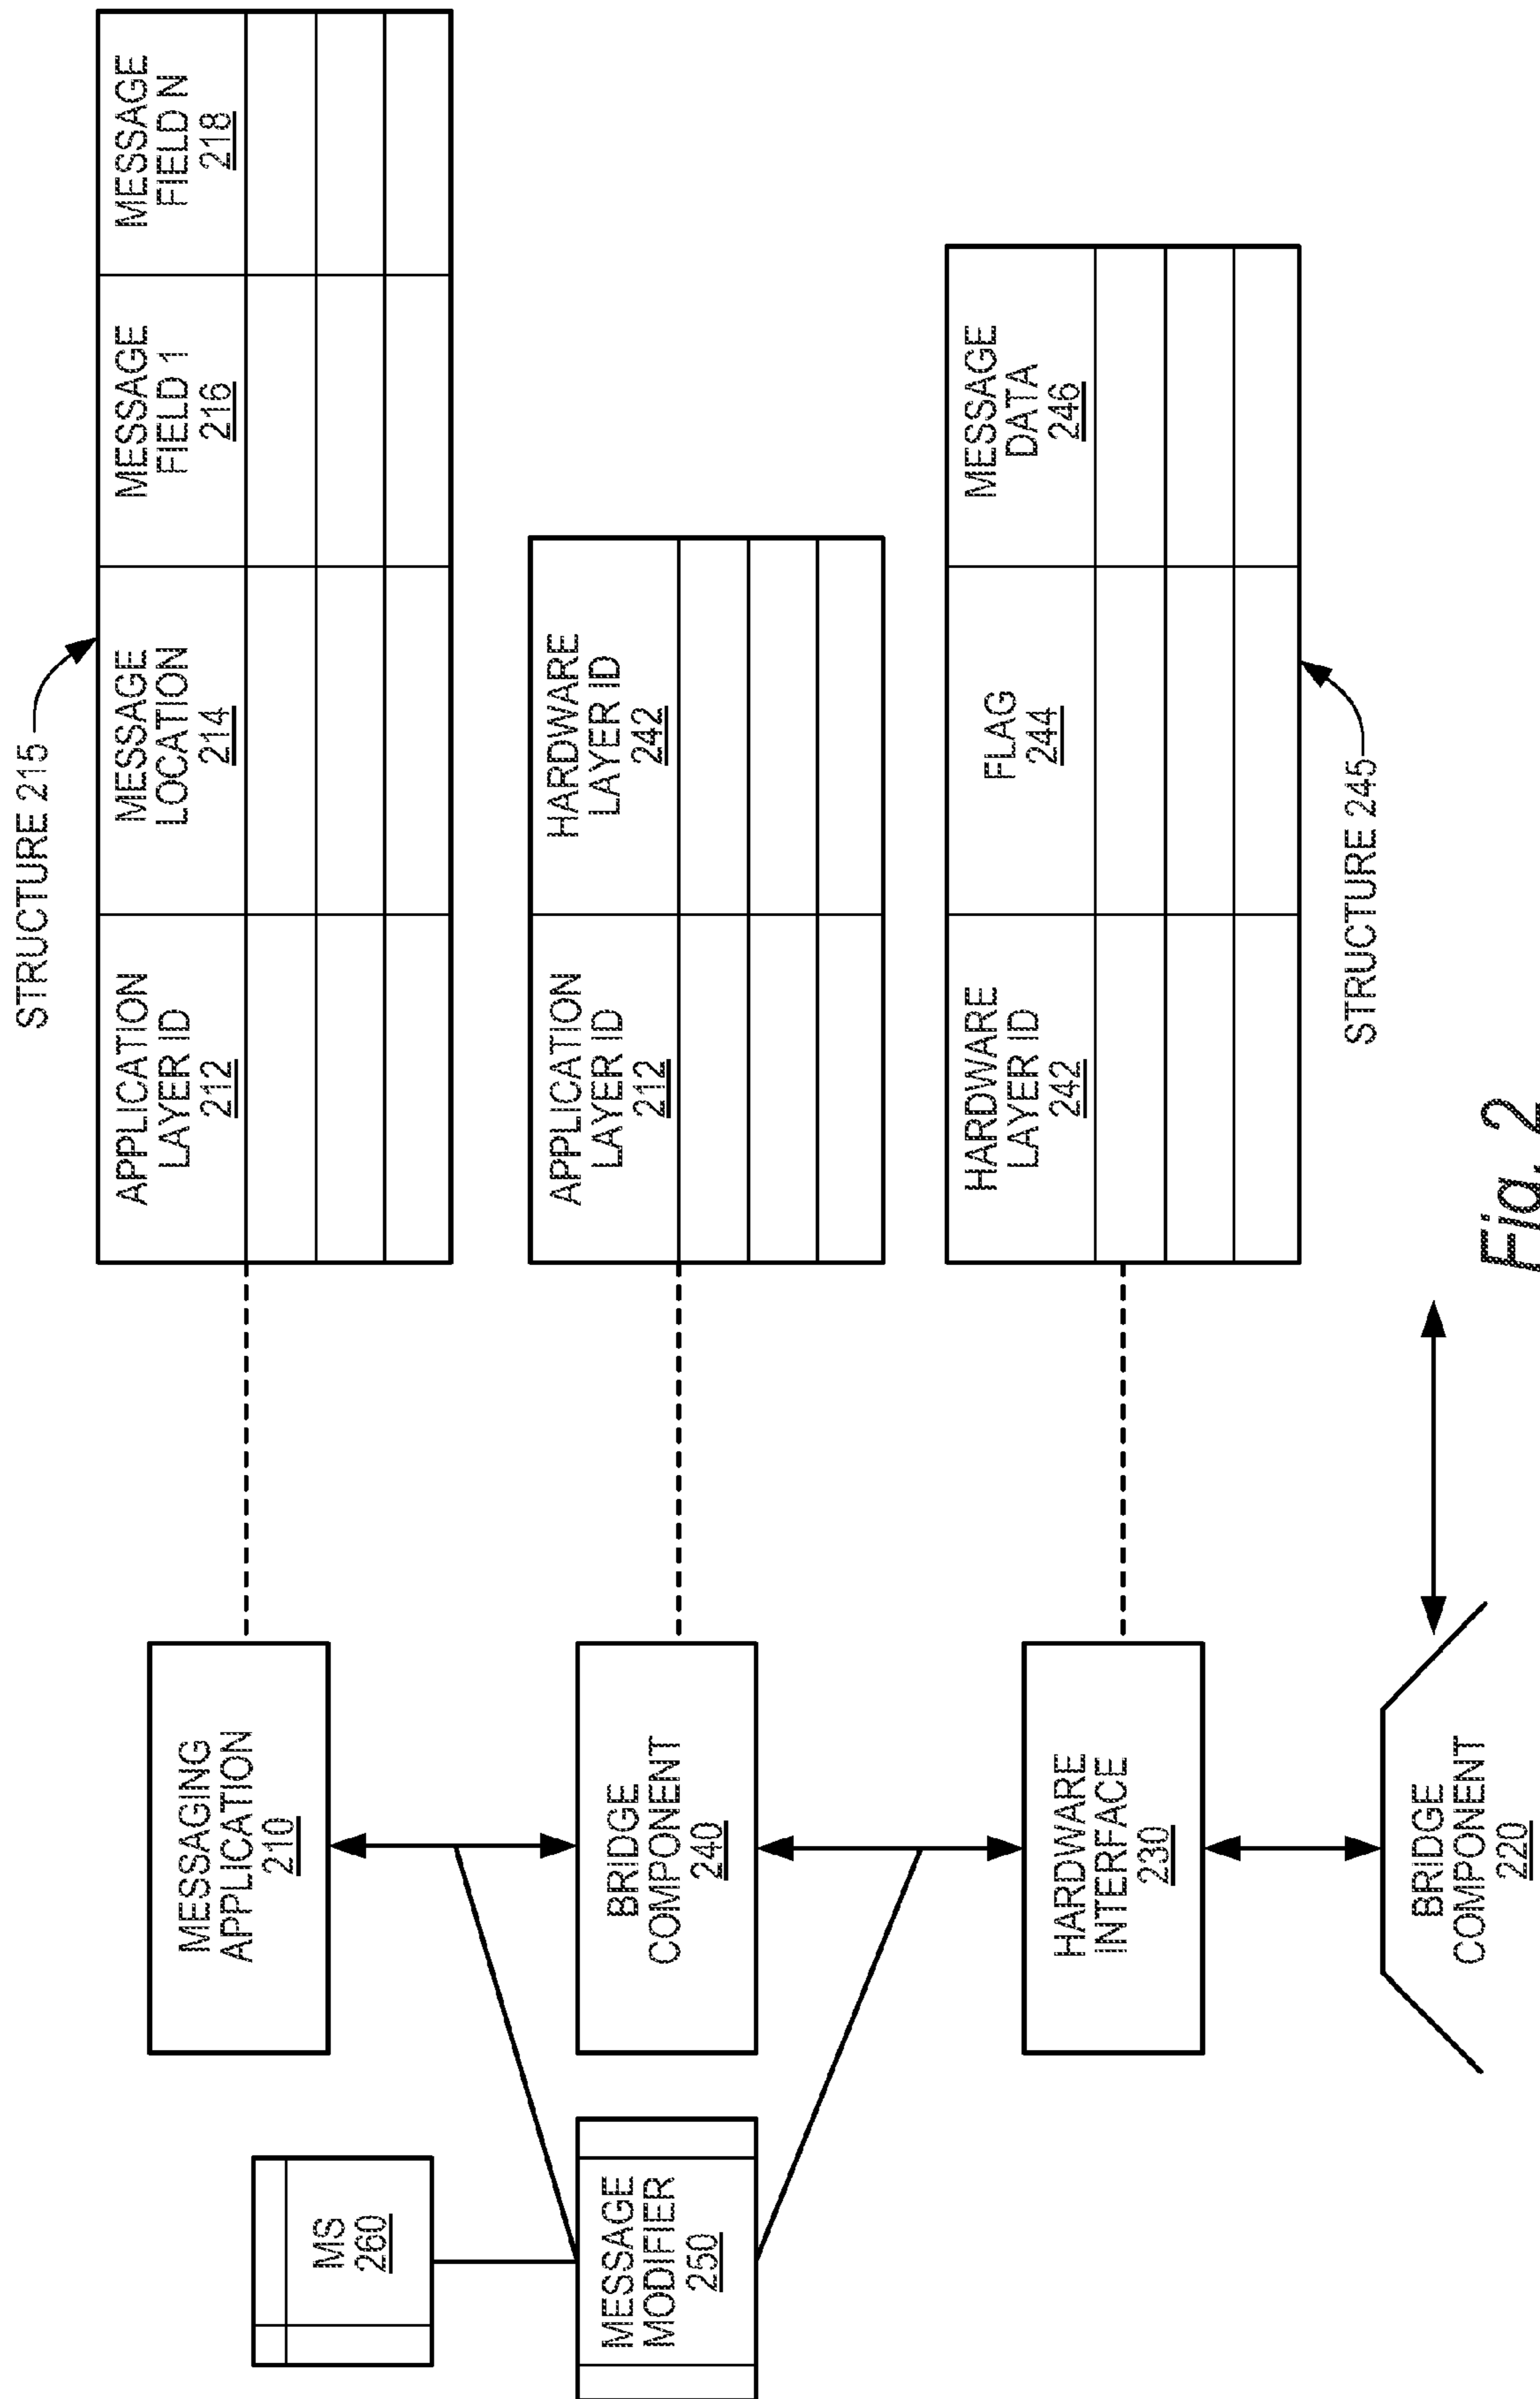 STRUCTURE 215
APPLICATION
LAYER ID
212
MESSAGE
LOCATION
214
MESSAGE
FIELD 1
216
MESSAGE
FIELD N
218
MESSAGING
APPLICATION
210
MS
260
APPLICATION
LAYER ID
212
HARDWARE
LAYER ID
242
MESSAGE
MODIFIER
250
BRIDGE
COMPONENT
240
HARDWARE
LAYER ID
242
FLAG
244
MESSAGE
DATA
246
HARDWARE
INTERFACE
230
STRUCTURE 245
BRIDGE
COMPONENT
220
Fig. 2